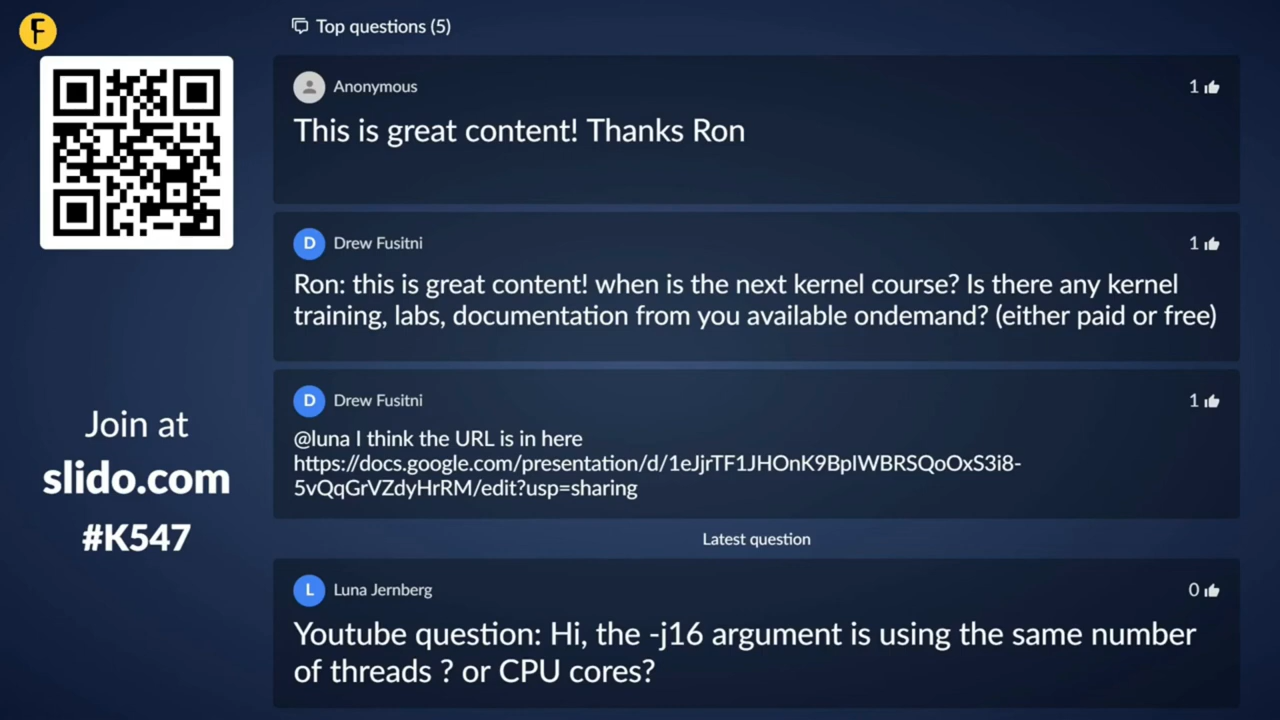 F
Top questions (5)
Anonymous
1
This is great content! Thanks Ron
D
Drew Fusitni
1
Ron: this is great content! when is the next kernel course? Is there any kernel
training, labs, documentation from you available ondemand? (either paid or free)
D
Drew Fusitni
1
@luna I think the URL is in here
https://docs.google.com/presentation/d/1eJjrTF1JHOnK9BplWBRSQoOxS3i8-
5vQqGrVZdyHrRM/edit?usp=sharing
Latest question
L
Luna Jernberg
0
Youtube question: Hi, the -j16 argument is using the same number
of threads ? or CPU cores?
Join at
slido.com
#K547